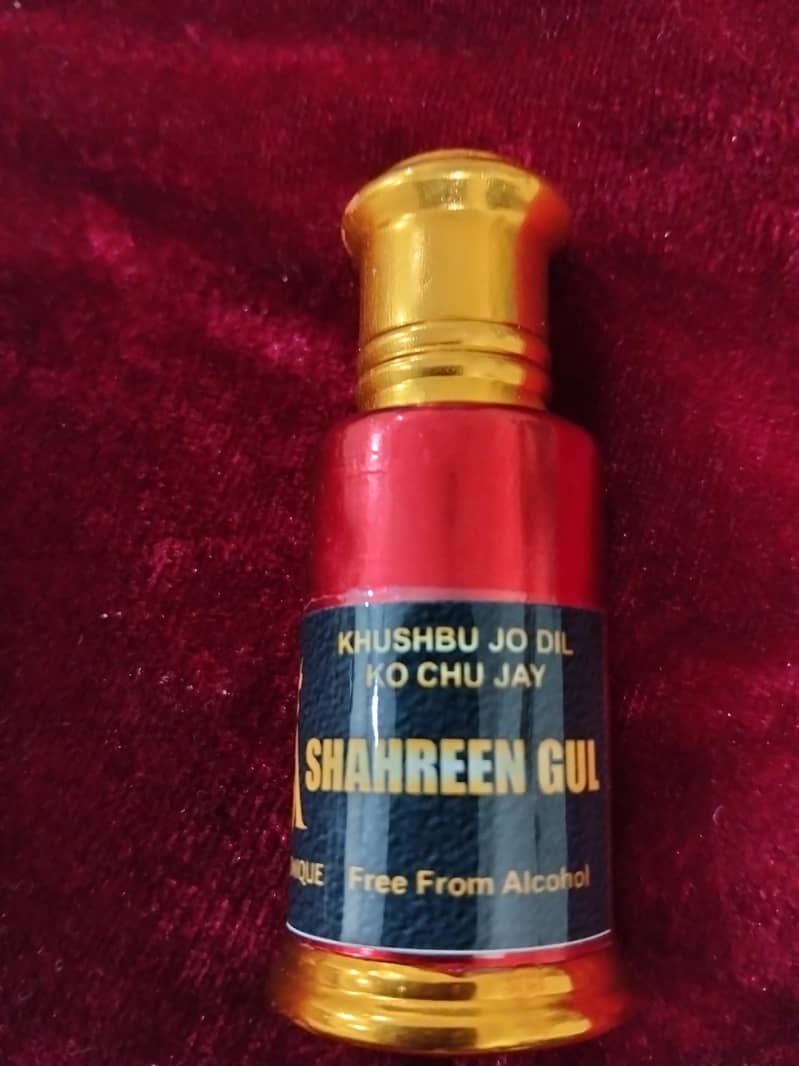 KHUSHBU JO DIL
KO CHU JAY
SHAHREEN GUL
Free From Alcohol